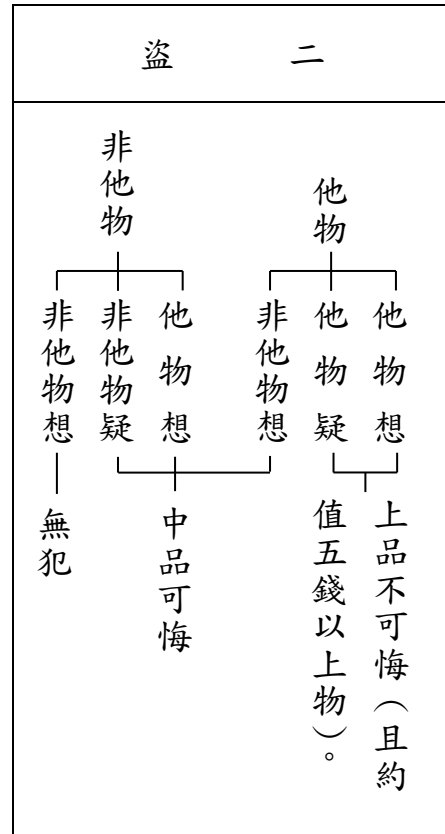 二盜
他物
他物想
他物疑
非他物想
上品不可悔（且約
值五錢以上物）。
非他物
他物想
非他物疑
非他物想
中品可悔
無犯